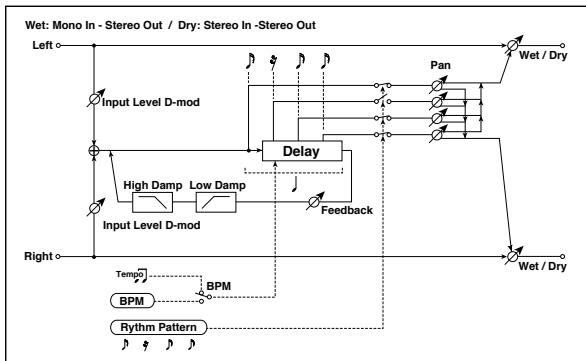 Wet: Mono In - Stereo Out / Dry: Stereo In -Stereo Out
Left
Wet / Dry
Pan
Input Level D-mod
Delay
High Damp
Low Damp
Feedback
Input Level D-mod
Right
Wet / Dry
Tempo
BPM
BPM
Rythm Pattern